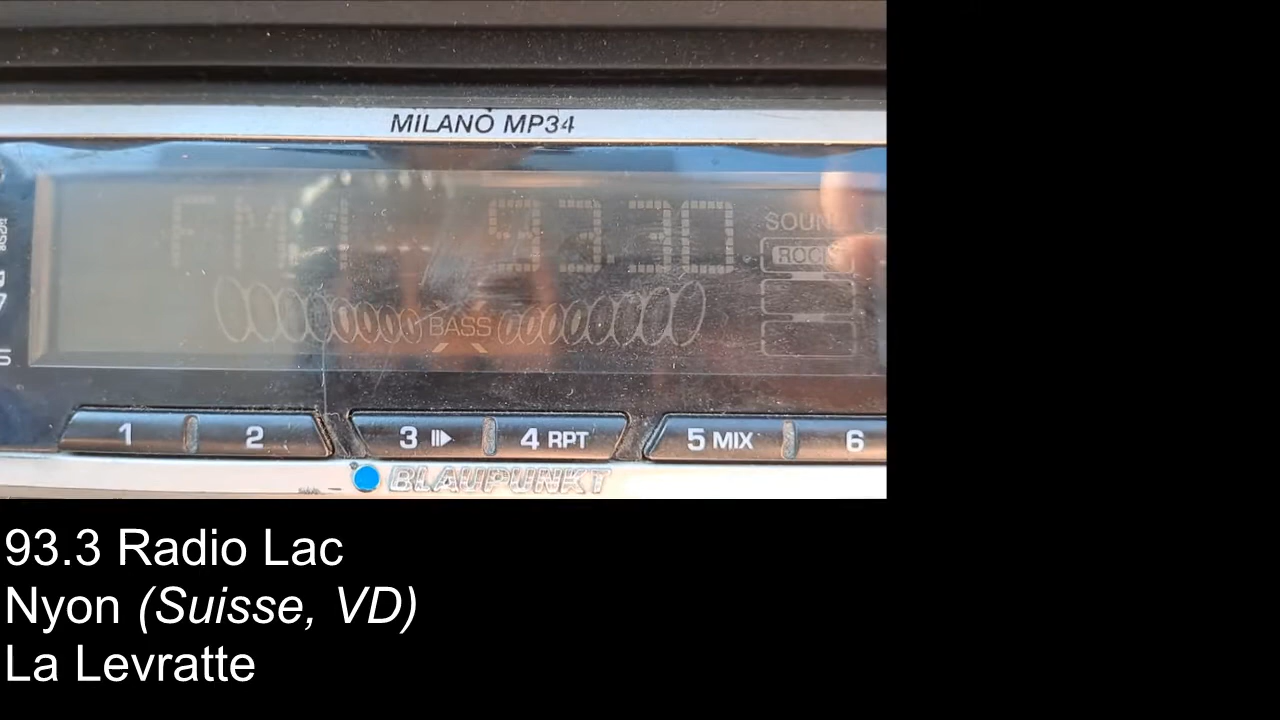 MILANO MP34
FM1 93.30
SOUN
ROCK
BASS
1 2 3 4 RPT 5 MIX 6
BLAUPUNKT
93.3 Radio Lac
Nyon (Suisse, VD)
La Levratte